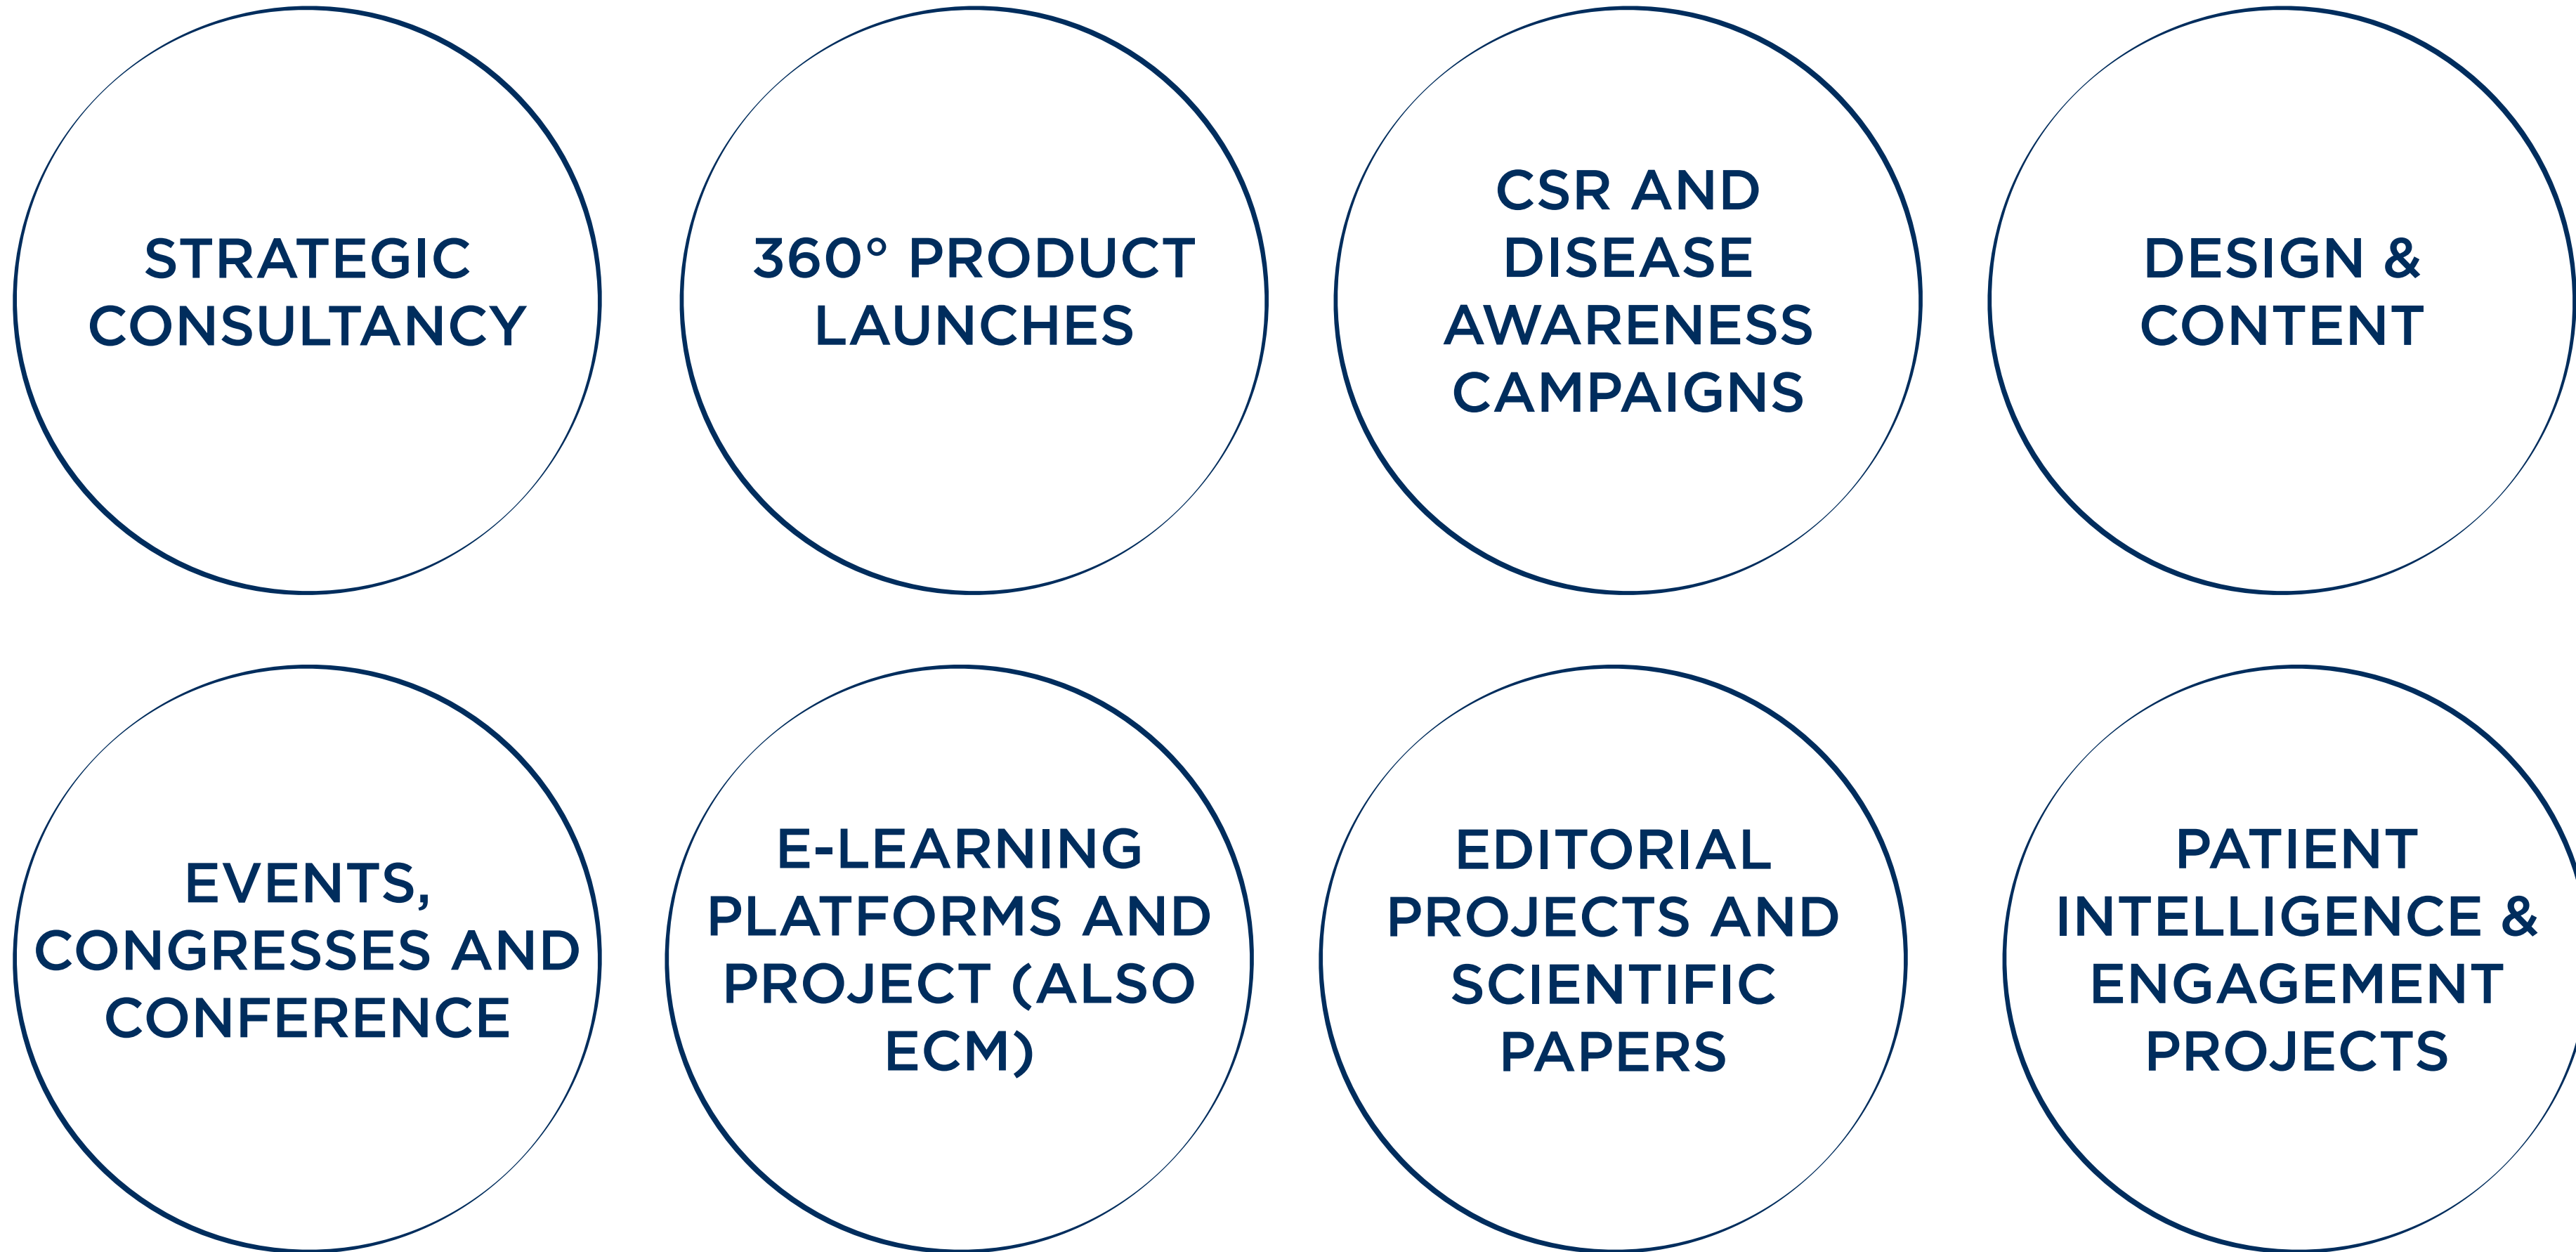 STRATEGIC
CONSULTANCY
360° PRODUCT
LAUNCHES
CSR AND
DISEASE
AWARENESS
CAMPAIGNS
DESIGN &
CONTENT
EVENTS,
CONGRESSES AND
CONFERENCE
E-LEARNING
PLATFORMS AND
PROJECT (ALSO
ECM)
EDITORIAL
PROJECTS AND
SCIENTIFIC
PAPERS
PATIENT
INTELLIGENCE &
ENGAGEMENT
PROJECTS